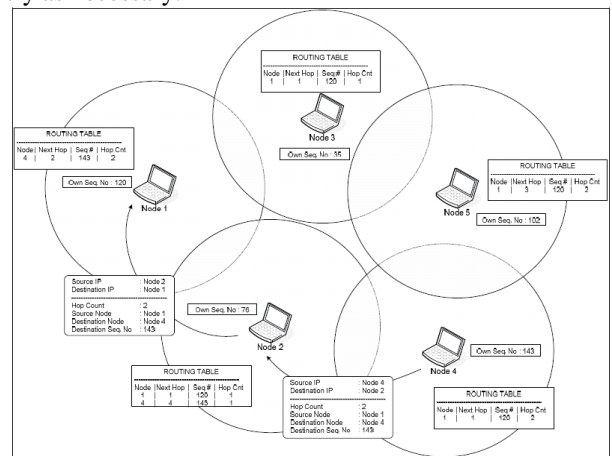 ROUTING TABLE
Node | Next Hop | Seq # | Hop Cnt
1 | 1 | 120 | 1
Node 3
Own Seq. No : 35
ROUTING TABLE
Node | Next Hop | Seq # | Hop Cnt
4 | 2 | 143 | 2
Own Seq. No : 120
Node 1
ROUTING TABLE
Node | Next Hop | Seq # | Hop Cnt
1 | 3 | 120 | 2
Node 5
Own Seq. No : 102
Source IP : Node 2
Destination IP : Node 1
Hop Count : 2
Source Node : Node 1
Destination Node : Node 4
Destination Seq. No : 143
Own Seq. No : 76
Node 2
Own Seq. No : 143
Node 4
ROUTING TABLE
Node | Next Hop | Seq # | Hop Cnt
1 | 1 | 120 | 1
4 | 4 | 143 | 1
Source IP : Node 4
Destination IP : Node 2
Hop Count : 2
Source Node : Node 1
Destination Node : Node 4
Destination Seq. No : 143
ROUTING TABLE
Node | Next Hop | Seq # | Hop Cnt
1 | 1 | 120 | 2